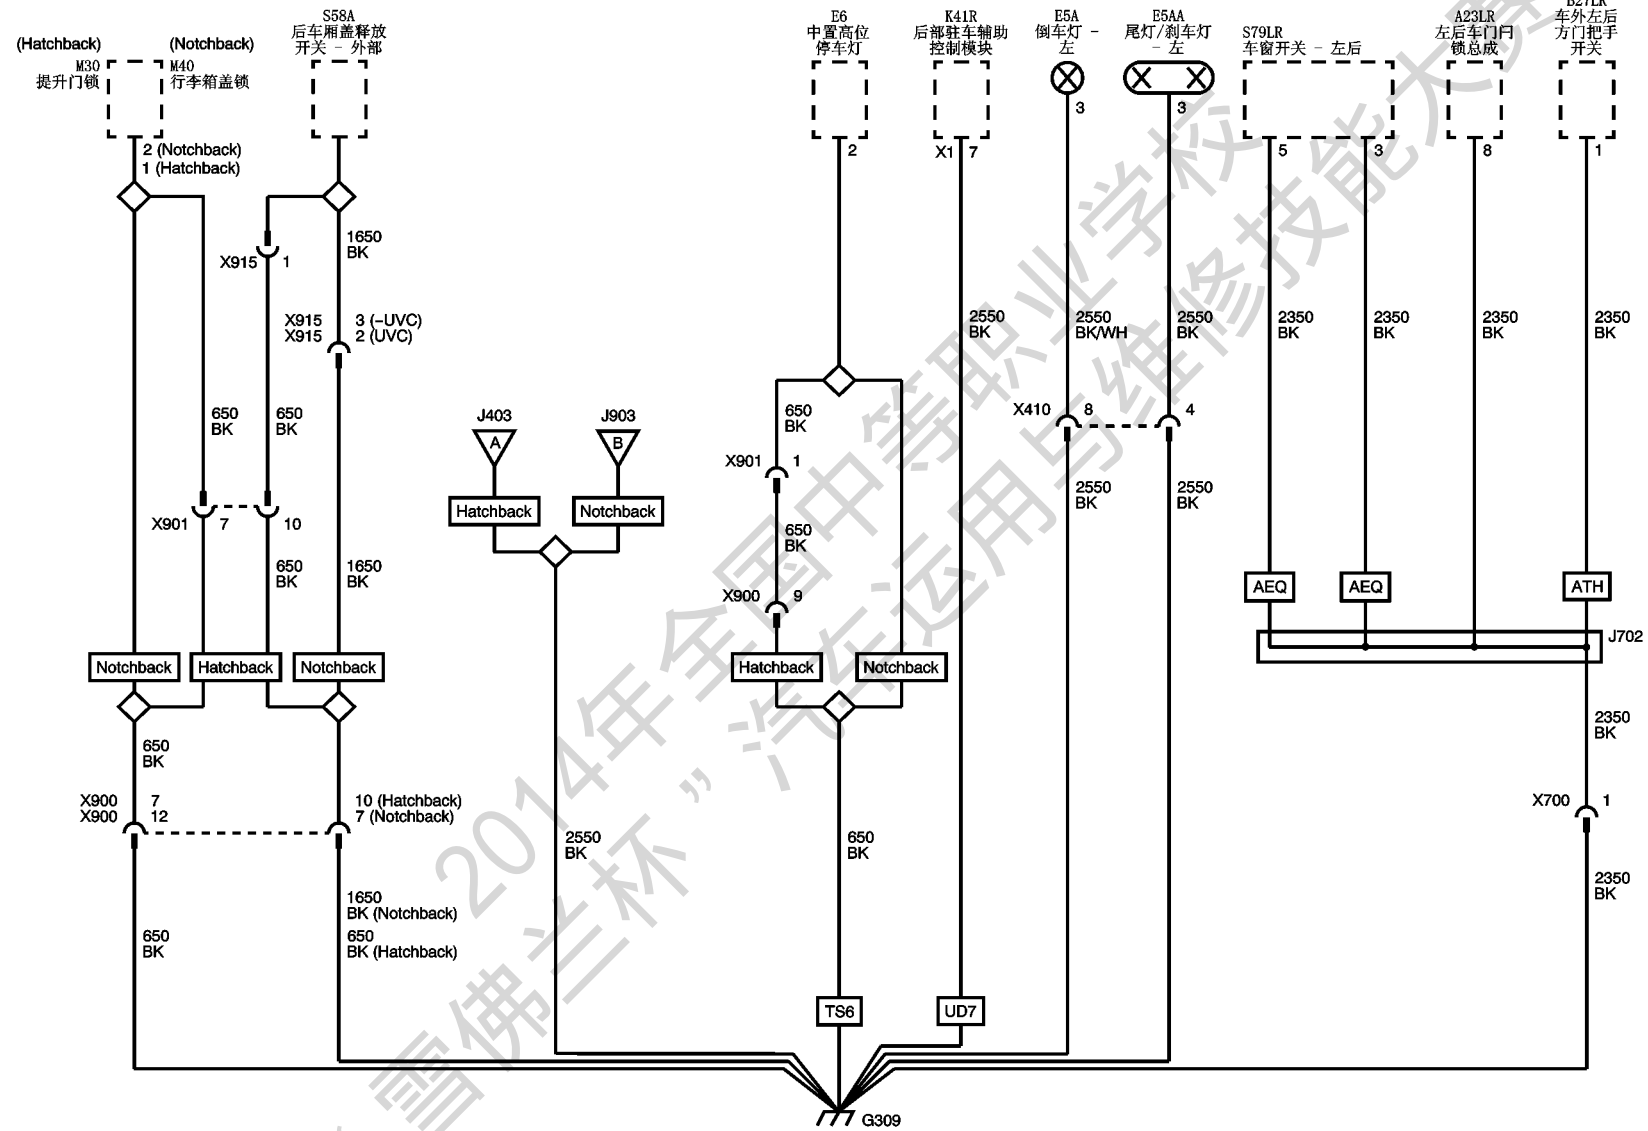 (Hatchback)
M30
提升门锁
(Notchback)
M40
行李箱盖锁
2 (Notchback)
1 (Hatchback)
S58A
后车厢盖释放
开关 - 外部
E6
中置高位
停车灯
2
K41R
后部驻车辅助
控制模块
X1 7
E5A
倒车灯 -
左
3
E5AA
尾灯/刹车灯
- 左
3
S79LR
车窗开关 - 左后
5
3
A23LR
左后车门闩
锁总成
8
B27LR
车外左后
方门把手
开关
1
1650
BK
X915 1
X915 3 (-UVC)
X915 2 (UVC)
650
BK
650
BK
X901 7
10
650
BK
1650
BK
Notchback
Hatchback
Notchback
650
BK
X900 7
X900 12
10 (Hatchback)
7 (Notchback)
650
BK
1650
BK (Notchback)
650
BK (Hatchback)
J403
A
Hatchback
J903
B
Notchback
2550
BK
650
BK
X901 1
650
BK
X900 9
Hatchback
Notchback
650
BK
TS6
2550
BK
UD7
2550
BK/WH
2550
BK
X410 8
4
2550
BK
2550
BK
2350
BK
2350
BK
2350
BK
2350
BK
AEQ
AEQ
ATH
J702
2350
BK
X700 1
2350
BK
G309
2014年全国中等职业学校
雪佛兰杯”汽车运用与维修技能大赛